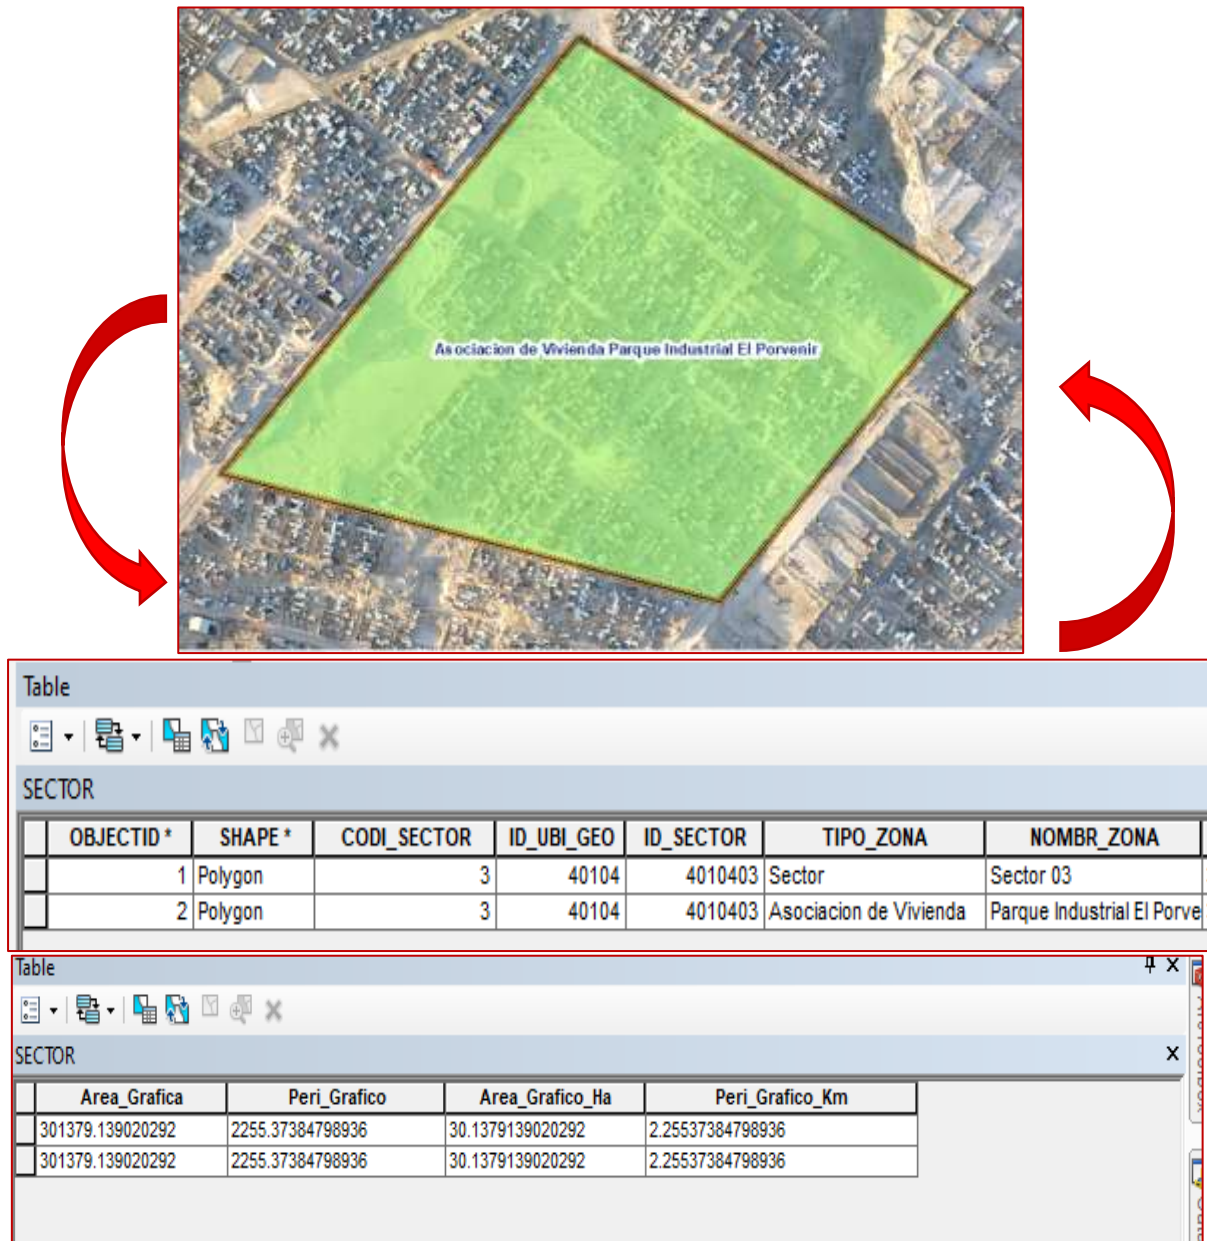 Asociacion de Vivienda Parque Industrial El Porvenir
Table
SECTOR
OBJECTID * SHAPE * CODI_SECTOR ID_UBI_GEO ID_SECTOR TIPO_ZONA NOMBR_ZONA
1 Polygon 3 40104 4010403 Sector Sector 03
2 Polygon 3 40104 4010403 Asociacion de Vivienda Parque Industrial El Porve
Table
SECTOR
Area_Grafica Peri_Grafico Area_Grafico_Ha Peri_Grafico_Km
301379.139020292 2255.37384798936 30.1379139020292 2.25537384798936
301379.139020292 2255.37384798936 30.1379139020292 2.25537384798936